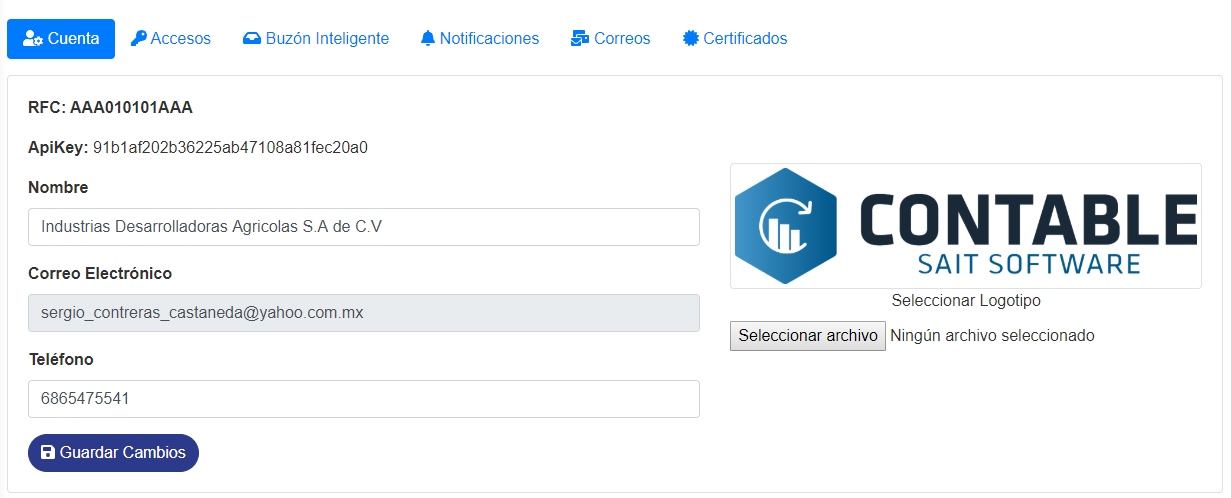 Cuenta Accesos Buzón Inteligente Notificaciones Correos Certificados
RFC: AAA010101AAA
ApiKey: 91b1af202b36225ab47108a81fec20a0
Nombre
Industrias Desarrolladoras Agricolas S.A de C.V
Correo Electrónico
sergio_contreras_castaneda@yahoo.com.mx
Teléfono
6865475541
Guardar Cambios
CONTABLE
SAIT SOFTWARE
Seleccionar Logotipo
Seleccionar archivo Ningún archivo seleccionado